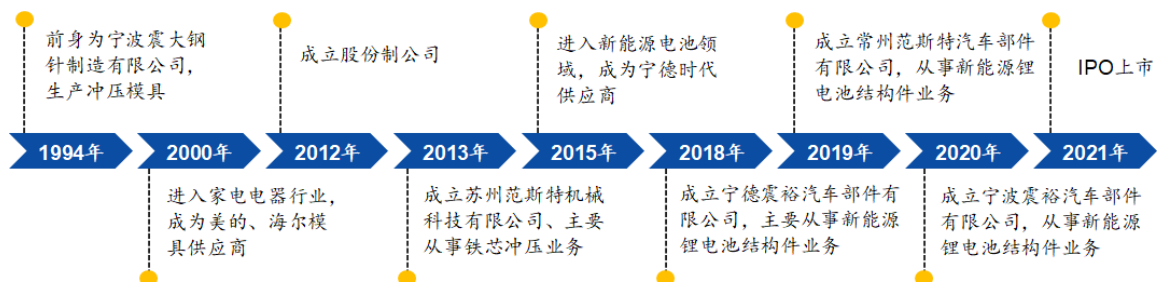 前身为宁波震大钢
针制造有限公司，
生产冲压模具
成立股份制公司
进入新能源电池领
域，成为宁德时代
供应商
成立常州范斯特汽车部件
有限公司，从事新能源锂
电池结构件业务
IPO上市
1994年
2000年
2012年
2013年
2015年
2018年
2019年
2020年
2021年
进入家电电器行业，
成为美的、海尔模
具供应商
成立苏州范斯特机械
科技有限公司、主要
从事铁芯冲压业务
成立宁德震裕汽车部件有
限公司，主要从事新能源
锂电池结构件业务
成立宁波震裕汽车部件
有限公司，从事新能源
锂电池结构件业务